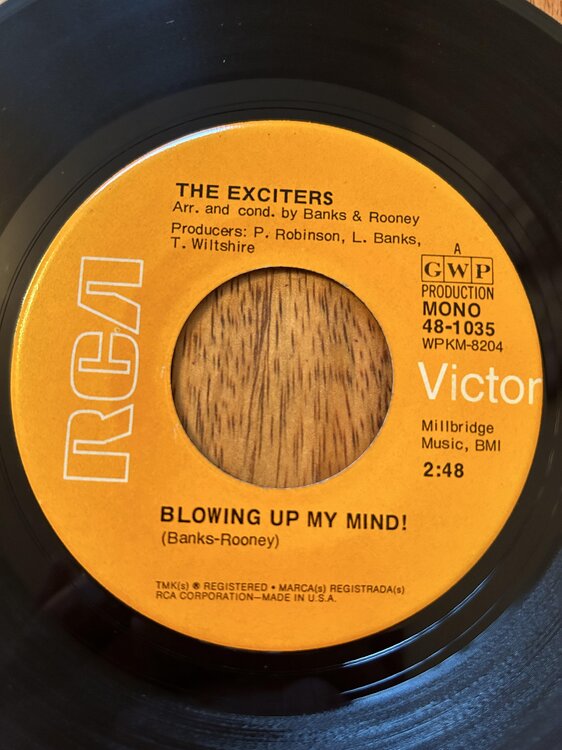 THE EXCITERS
Arr. and cond. by Banks & Rooney
Producers: P. Robinson, L. Banks,
T. Wiltshire
A
GWP
PRODUCTION
MONO
48-1035
WPKM-8204
RCA
Victor
Millbridge
Music, BMI
2:48
BLOWING UP MY MIND!
(Banks-Rooney)
TMK(s) ® REGISTERED • MARCA(s) REGISTRADA(s)
RCA CORPORATION—MADE IN U.S.A.